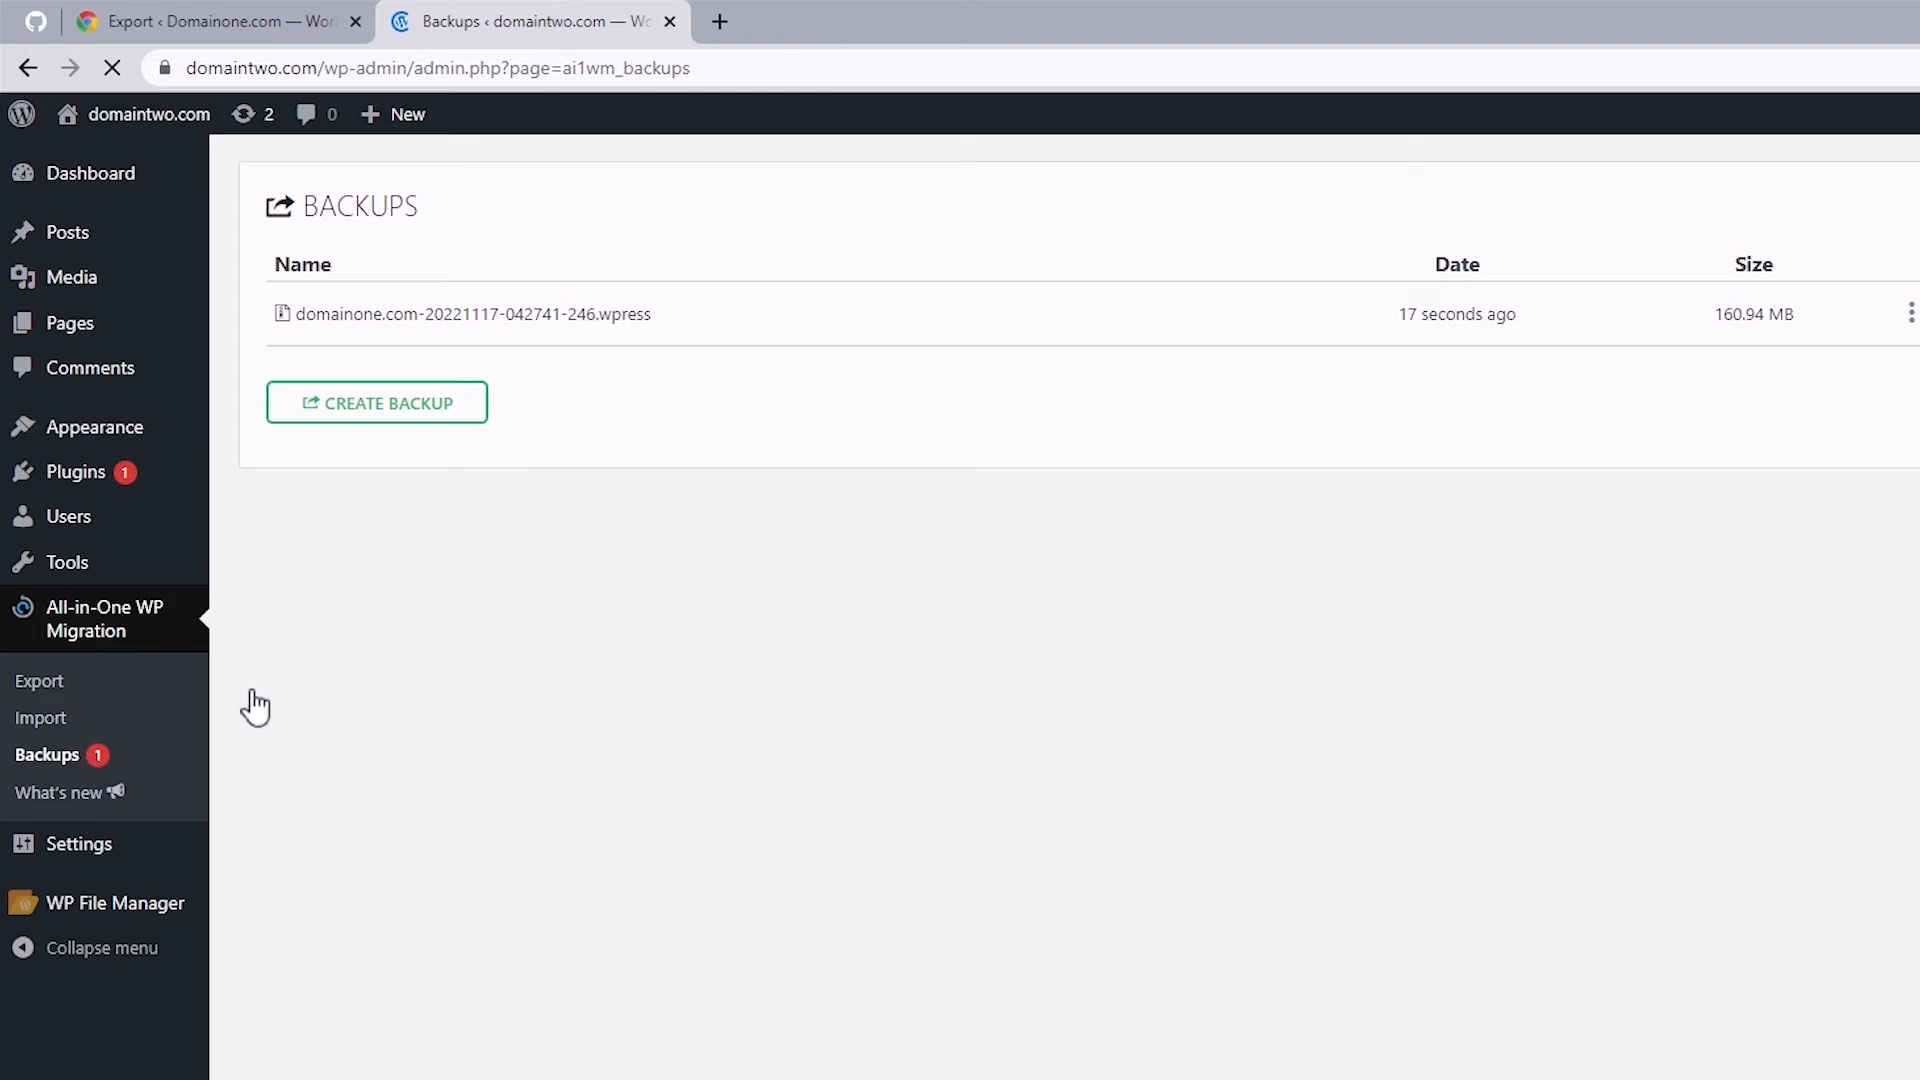 Export ‹ Domainone.com — Wor
Backups ‹ domaintwo.com — Wo
domaintwo.com/wp-admin/admin.php?page=ai1wm_backups
domaintwo.com 2 0 New
Dashboard
Posts
Media
Pages
Comments
Appearance
Plugins 1
Users
Tools
All-in-One WP
Migration
Export
Import
Backups 1
What's new
Settings
WP File Manager
Collapse menu
BACKUPS
Name Date Size
domainone.com-20221117-042741-246.wpress 17 seconds ago 160.94 MB
CREATE BACKUP